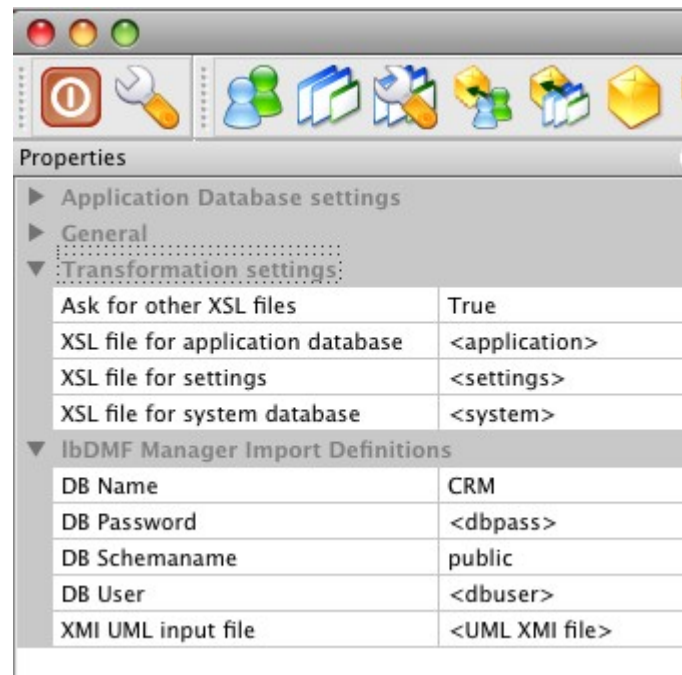 Properties
Application Database settings
General
Transformation settings
Ask for other XSL files True
XSL file for application database <application>
XSL file for settings <settings>
XSL file for system database <system>
lbDMF Manager Import Definitions
DB Name CRM
DB Password <dbpass>
DB Schemaname public
DB User <dbuser>
XMI UML input file <UML XMI file>